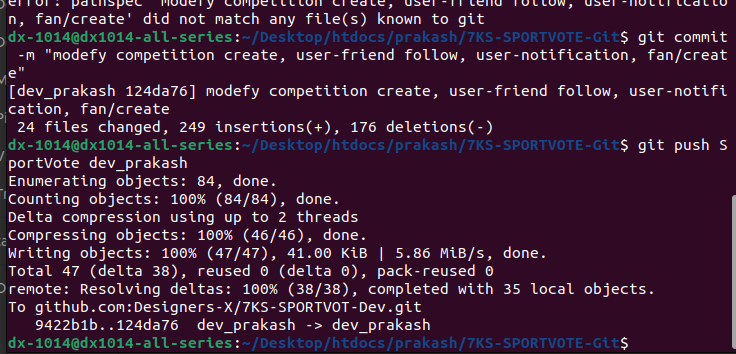 error: pathspec 'modefy competition create, user-friend follow, user-notificatio
n, fan/create' did not match any file(s) known to git
dx-1014@dx1014-all-series:~/Desktop/htdocs/prakash/7KS-SPORTVOTE-Git$ git commit
 -m "modefy competition create, user-friend follow, user-notification, fan/creat
e"
[dev_prakash 124da76] modefy competition create, user-friend follow, user-notifi
cation, fan/create
 24 files changed, 249 insertions(+), 176 deletions(-)
dx-1014@dx1014-all-series:~/Desktop/htdocs/prakash/7KS-SPORTVOTE-Git$ git push S
portVote dev_prakash
Enumerating objects: 84, done.
Counting objects: 100% (84/84), done.
Delta compression using up to 2 threads
Compressing objects: 100% (46/46), done.
Writing objects: 100% (47/47), 41.00 KiB | 5.86 MiB/s, done.
Total 47 (delta 38), reused 0 (delta 0), pack-reused 0
remote: Resolving deltas: 100% (38/38), completed with 35 local objects.
To github.com:Designers-X/7KS-SPORTVOT-Dev.git
   9422b1b..124da76  dev_prakash -> dev_prakash
dx-1014@dx1014-all-series:~/Desktop/htdocs/prakash/7KS-SPORTVOTE-Git$